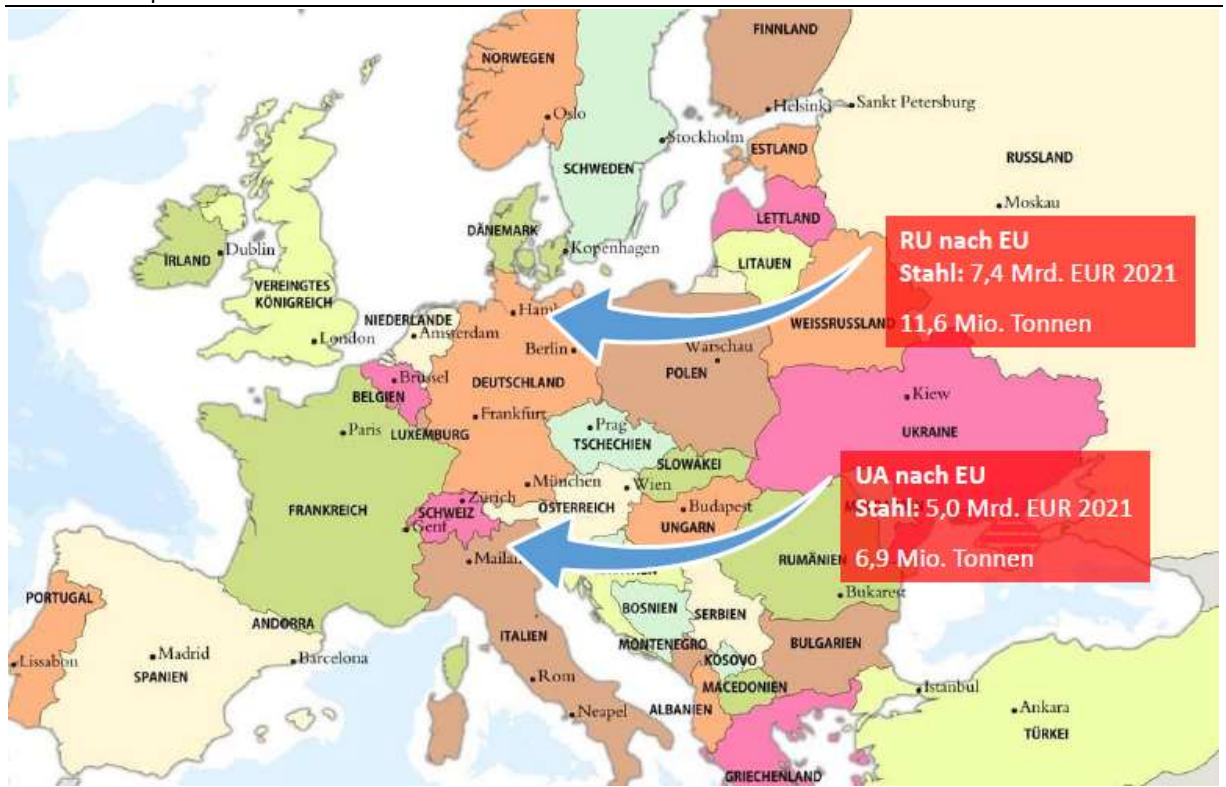 FINNLAND
NORWEGEN
Helsinki
Sankt Petersburg
Oslo
Stockholm
ESTLAND
SCHWEDEN
RUSSLAND
Moskau
LETTLAND
DÄNEMARK
Kopenhagen
Dublin
IRLAND
LITAUEN
RU nach EU
Stahl: 7,4 Mrd. EUR 2021
11,6 Mio. Tonnen
VEREINGTES
KÖNIGREICH
NIEDERLANDE
Amsterdam
London
WEISSRUSSLAND
Berlin
Warschau
POLEN
Brüssel
BELGIEN
DEUTSCHLAND
Kiew
UKRAINE
Frankfurt
Prag
TSCHECHIEN
Paris
LUXEMBURG
SLOWAKEI
UA nach EU
Stahl: 5,0 Mrd. EUR 2021
6,9 Mio. Tonnen
München
Wien
Zürich
ÖSTERREICH
Budapest
UNGARN
FRANKREICH
SCHWEIZ
Genf
RUMÄNIEN
Bukarest
PORTUGAL
BOSNIEN
SERBIEN
ANDORRA
ITALIEN
MONTENEGRO
BULGARIEN
KOSOVO
Lissabon
Madrid
SPANIEN
Barcelona
Rom
MACEDONIEN
Istanbul
Neapel
ALBANIEN
Ankara
TÜRKEI
GRIECHENLAND